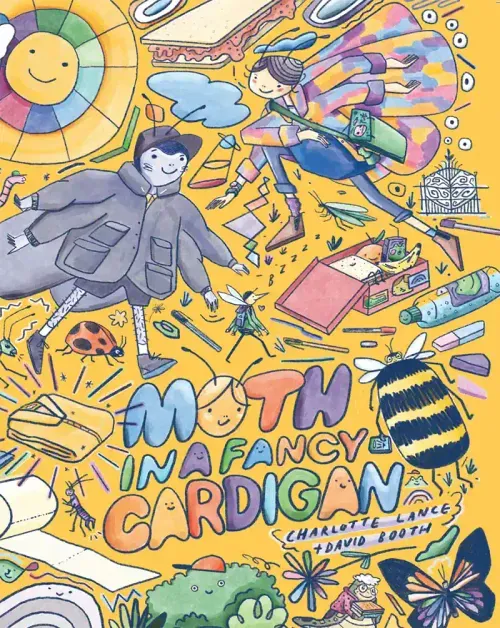 MOTH
IN A FANCY
CARDIGAN
CHARLOTTE LANCE
+ DAVID BOOTH
z z z z z z